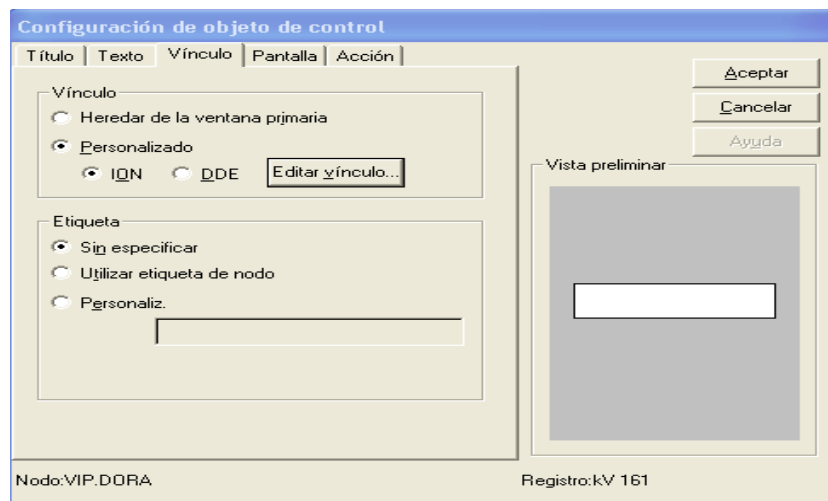 Configuración de objeto de control
Título Texto Vínculo Pantalla Acción
Vínculo
Heredar de la ventana primaria
Personalizado
ION DDE Editar vínculo...
Etiqueta
Sin especificar
Utilizar etiqueta de nodo
Personaliz.
Aceptar
Cancelar
Ayuda
Vista preliminar
Nodo:VIP.DORA Registro:kV 161